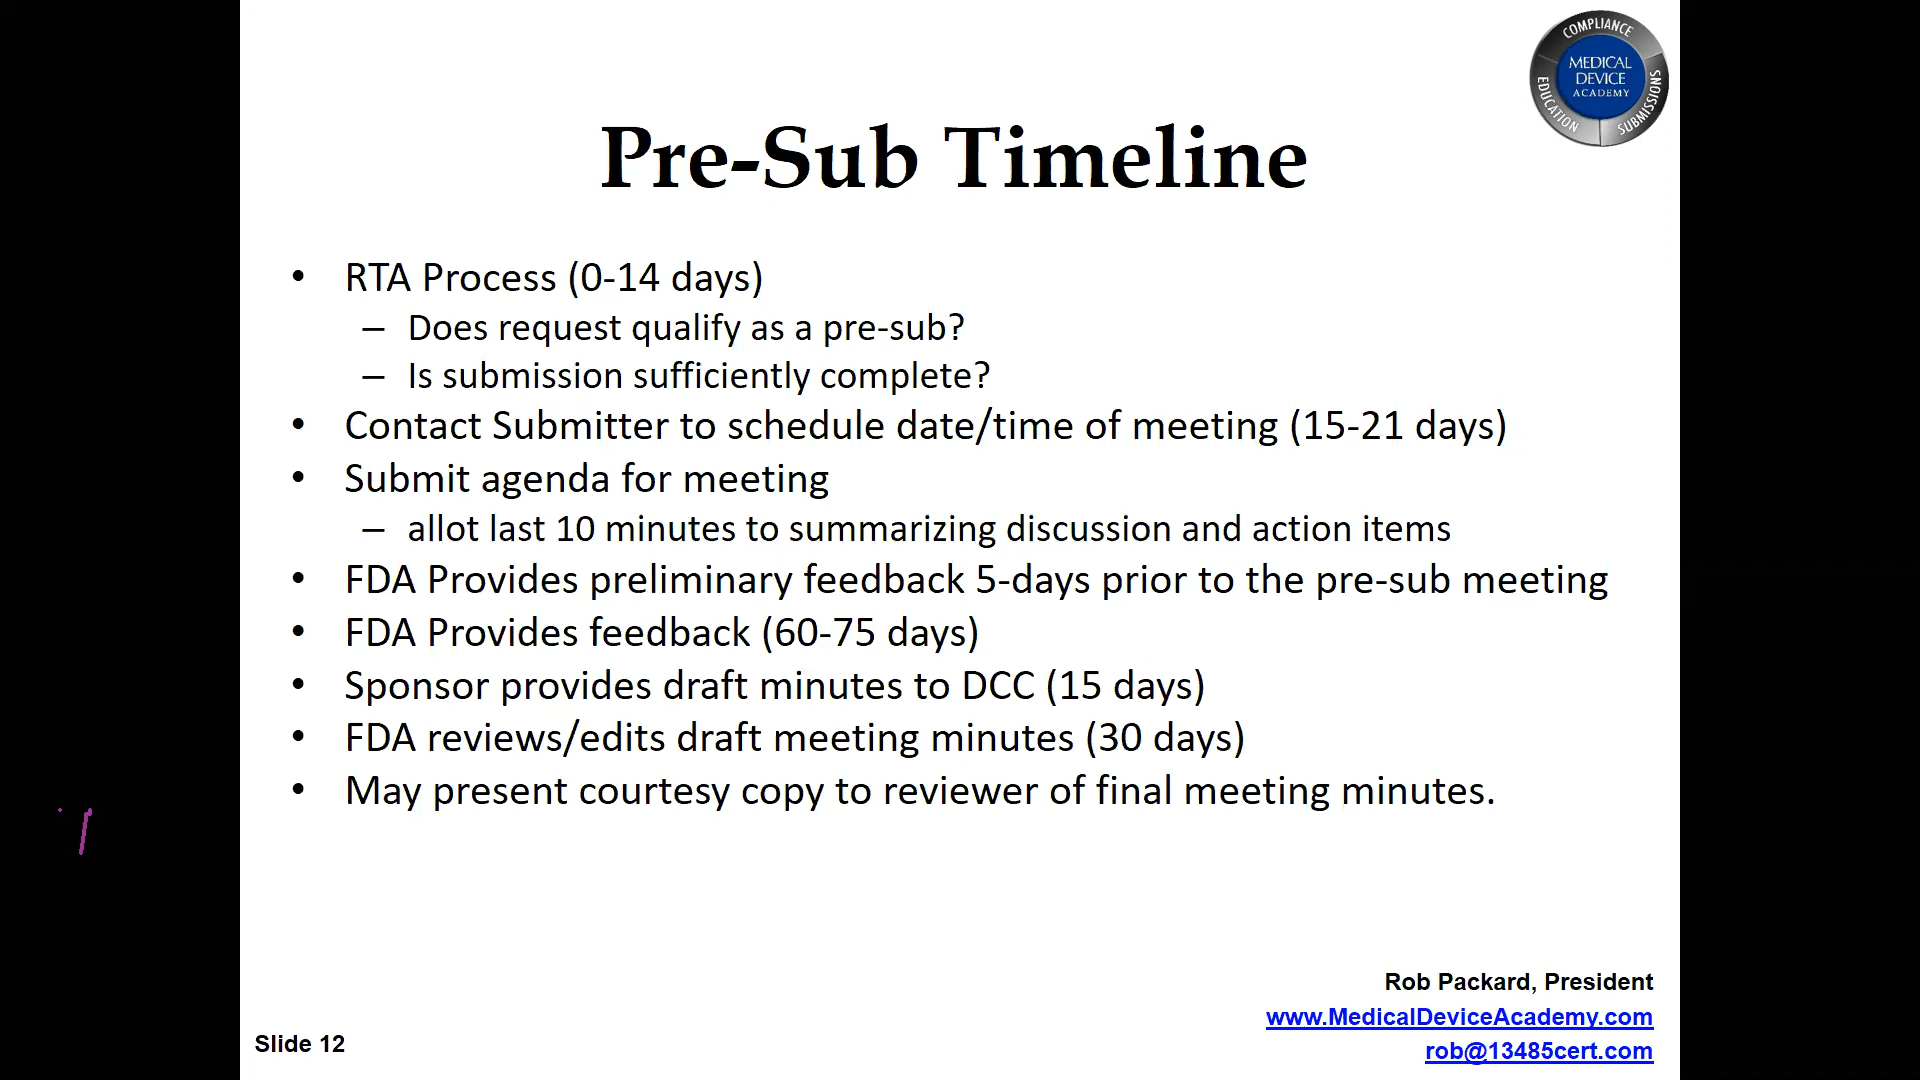 COMPLIANCE
MEDICAL
DEVICE
ACADEMY
EDUCATION
SUBMISSIONS
Pre-Sub Timeline
• RTA Process (0-14 days)
– Does request qualify as a pre-sub?
– Is submission sufficiently complete?
• Contact Submitter to schedule date/time of meeting (15-21 days)
• Submit agenda for meeting
– allot last 10 minutes to summarizing discussion and action items
• FDA Provides preliminary feedback 5-days prior to the pre-sub meeting
• FDA Provides feedback (60-75 days)
• Sponsor provides draft minutes to DCC (15 days)
• FDA reviews/edits draft meeting minutes (30 days)
• May present courtesy copy to reviewer of final meeting minutes.
Rob Packard, President
www.MedicalDeviceAcademy.com
rob@13485cert.com
Slide 12